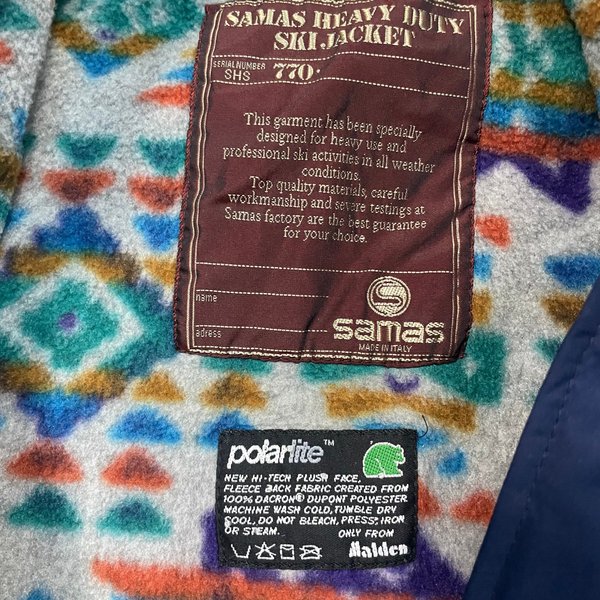 SAMAS HEAVY DUTY
SKI JACKET
SERIAL NUMBER
SHS 770
This garment has been specially
designed for heavy use and
professional ski activities in all weather
conditions.
Top quality materials, careful
workmanship and severe testings at
Samas factory are the best guarantee
for your choice.
name
adress
samas
MADE IN ITALY
polarlite™
NEW HI-TECH PLUSH FACE,
FLEECE BACK FABRIC CREATED FROM
100% DACRON® DUPONT POLYESTER
MACHINE WASH COLD, TUMBLE DRY
COOL, DO NOT BLEACH, PRESS, IRON
OR STEAM. ONLY FROM
Malden